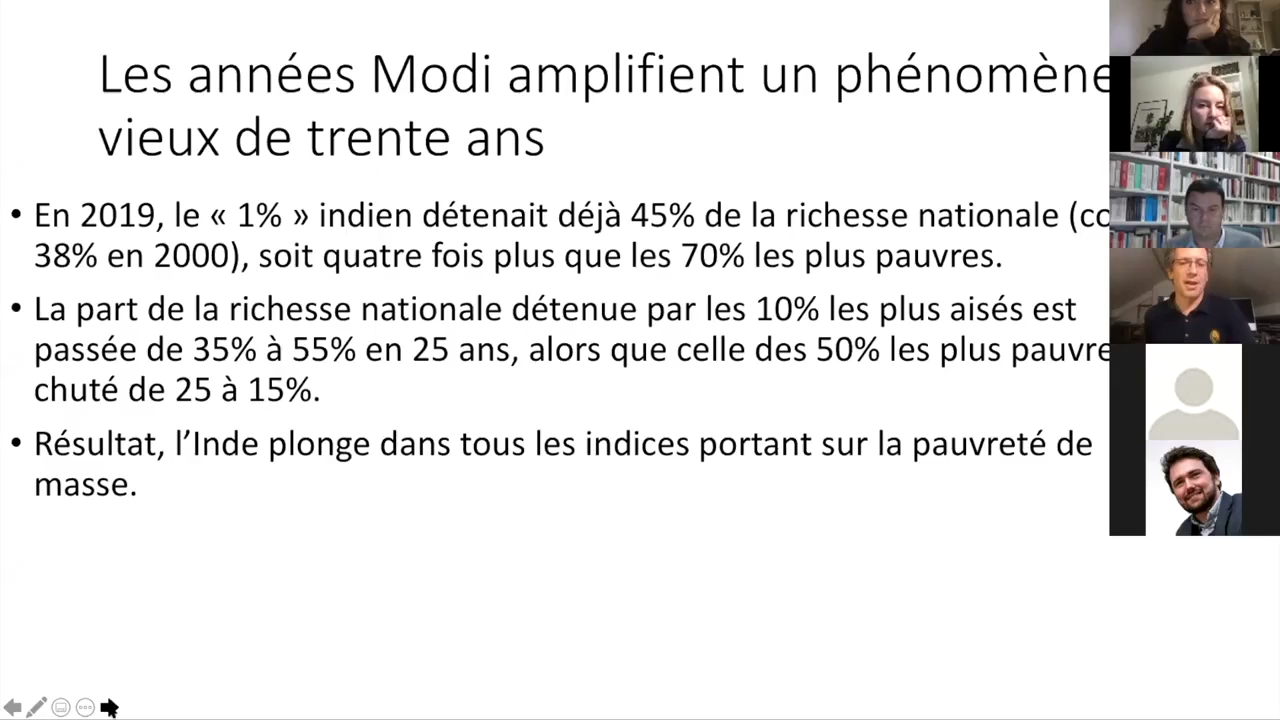 Les années Modi amplifient un phénomène
vieux de trente ans
• En 2019, le « 1% » indien détenait déjà 45% de la richesse nationale (co
38% en 2000), soit quatre fois plus que les 70% les plus pauvres.
• La part de la richesse nationale détenue par les 10% les plus aisés est
passée de 35% à 55% en 25 ans, alors que celle des 50% les plus pauvre
chuté de 25 à 15%.
• Résultat, l’Inde plonge dans tous les indices portant sur la pauvreté de
masse.